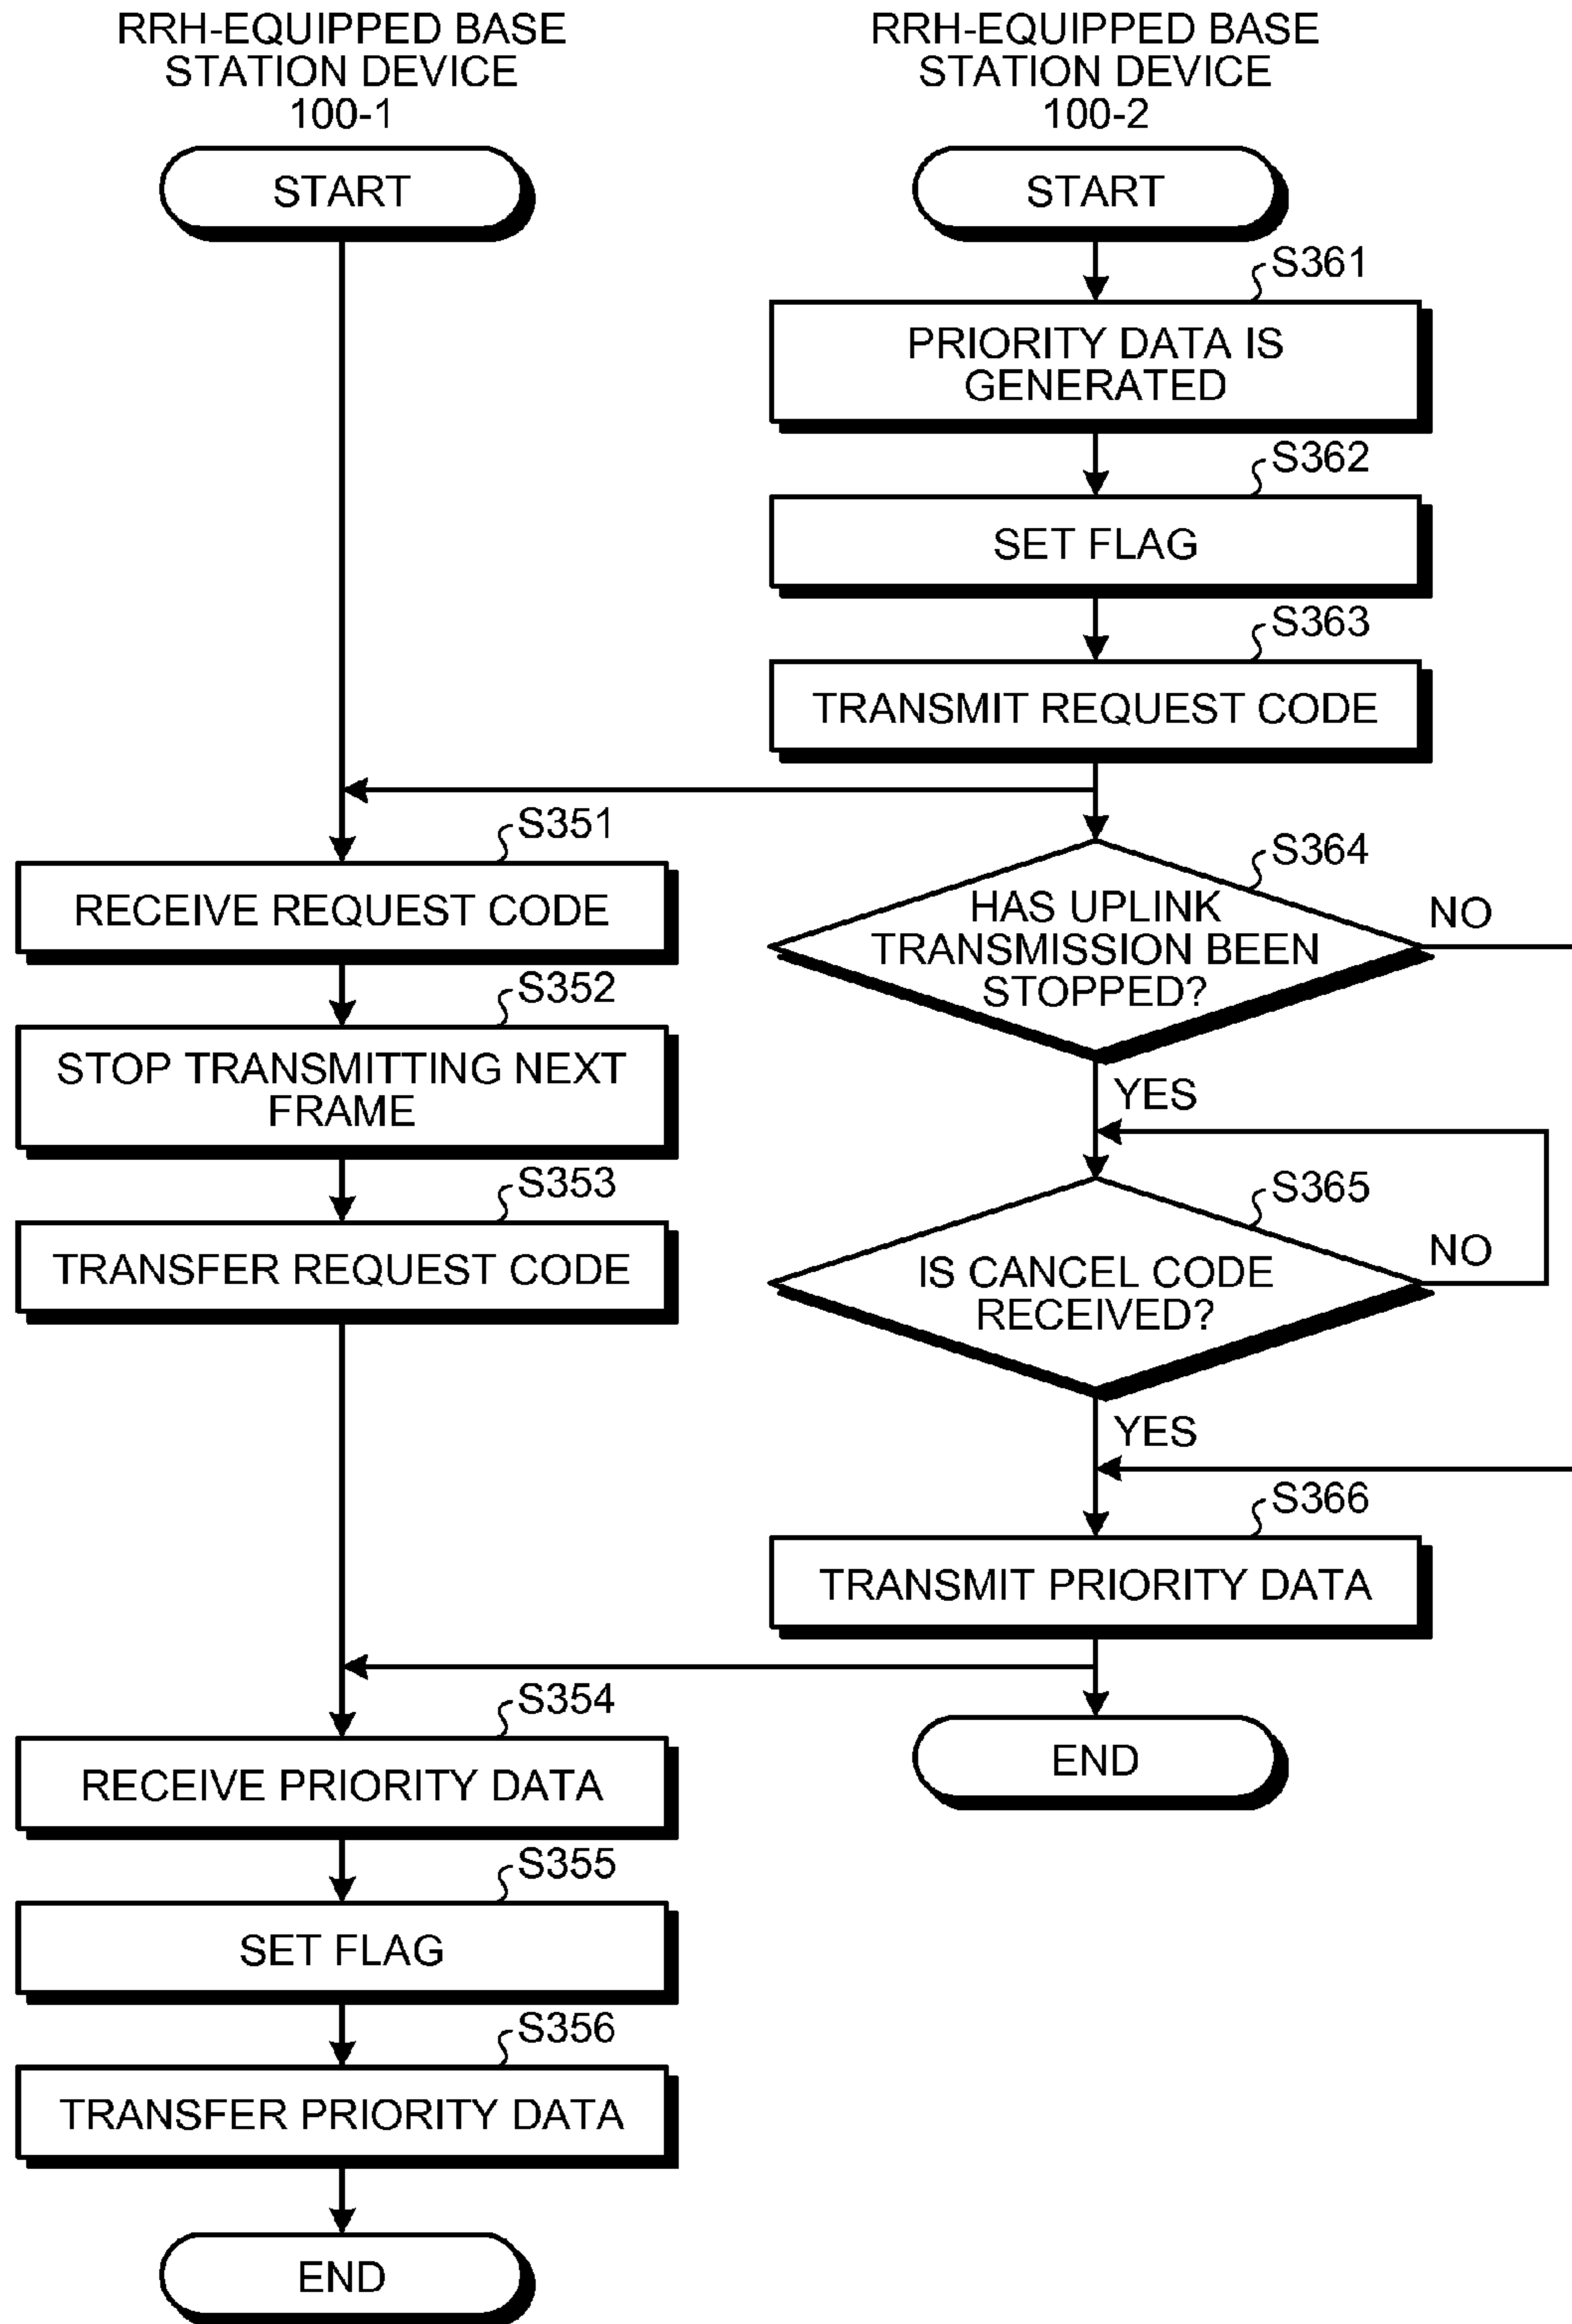 RRH-EQUIPPED BASE
STATION DEVICE
100-1
START
S351
RECEIVE REQUEST CODE
S352
STOP TRANSMITTING NEXT
FRAME
S353
TRANSFER REQUEST CODE
S354
RECEIVE PRIORITY DATA
S355
SET FLAG
S356
TRANSFER PRIORITY DATA
END
RRH-EQUIPPED BASE
STATION DEVICE
100-2
START
S361
PRIORITY DATA IS
GENERATED
S362
SET FLAG
S363
TRANSMIT REQUEST CODE
S364
HAS UPLINK
TRANSMISSION BEEN
STOPPED?
NO
YES
S365
IS CANCEL CODE
RECEIVED?
NO
YES
S366
TRANSMIT PRIORITY DATA
END